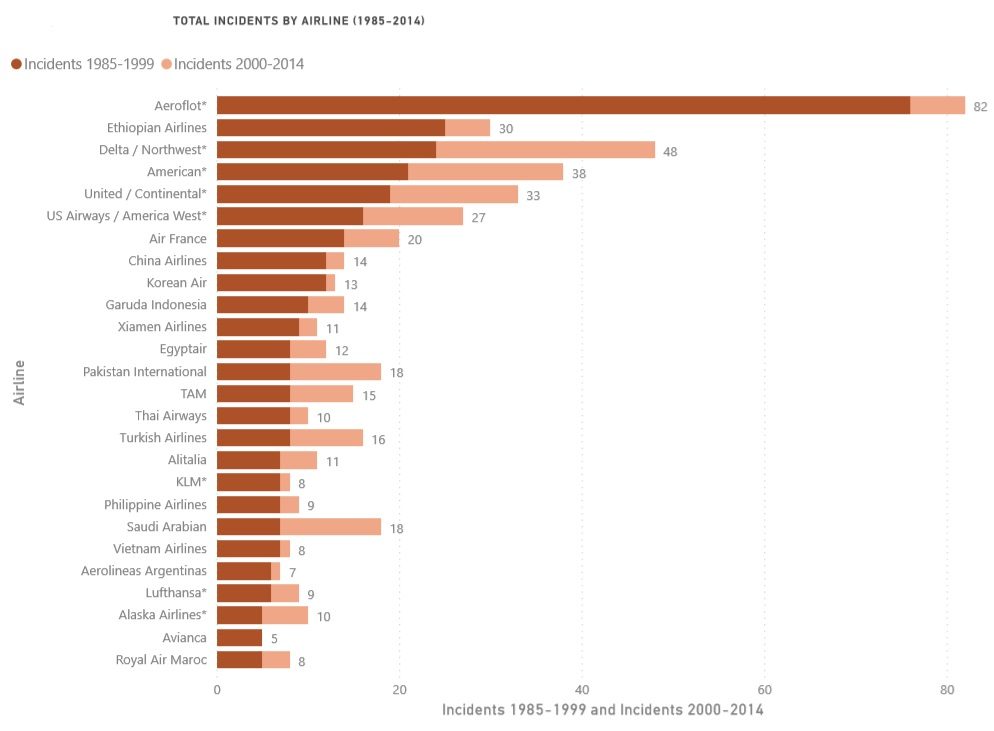 TOTAL INCIDENTS BY AIRLINE (1985-2014)
Incidents 1985-1999 Incidents 2000-2014
Aeroflot* 82
Ethiopian Airlines 30
Delta / Northwest* 48
American* 38
United / Continental* 33
US Airways / America West* 27
Air France 20
China Airlines 14
Korean Air 13
Garuda Indonesia 14
Xiamen Airlines 11
Egyptair 12
Pakistan International 18
TAM 15
Thai Airways 10
Turkish Airlines 16
Alitalia 11
KLM* 8
Philippine Airlines 9
Saudi Arabian 18
Vietnam Airlines 8
Aerolineas Argentinas 7
Lufthansa* 9
Alaska Airlines* 10
Avianca 5
Royal Air Maroc 8
Airline
0 20 40 60 80
Incidents 1985-1999 and Incidents 2000-2014